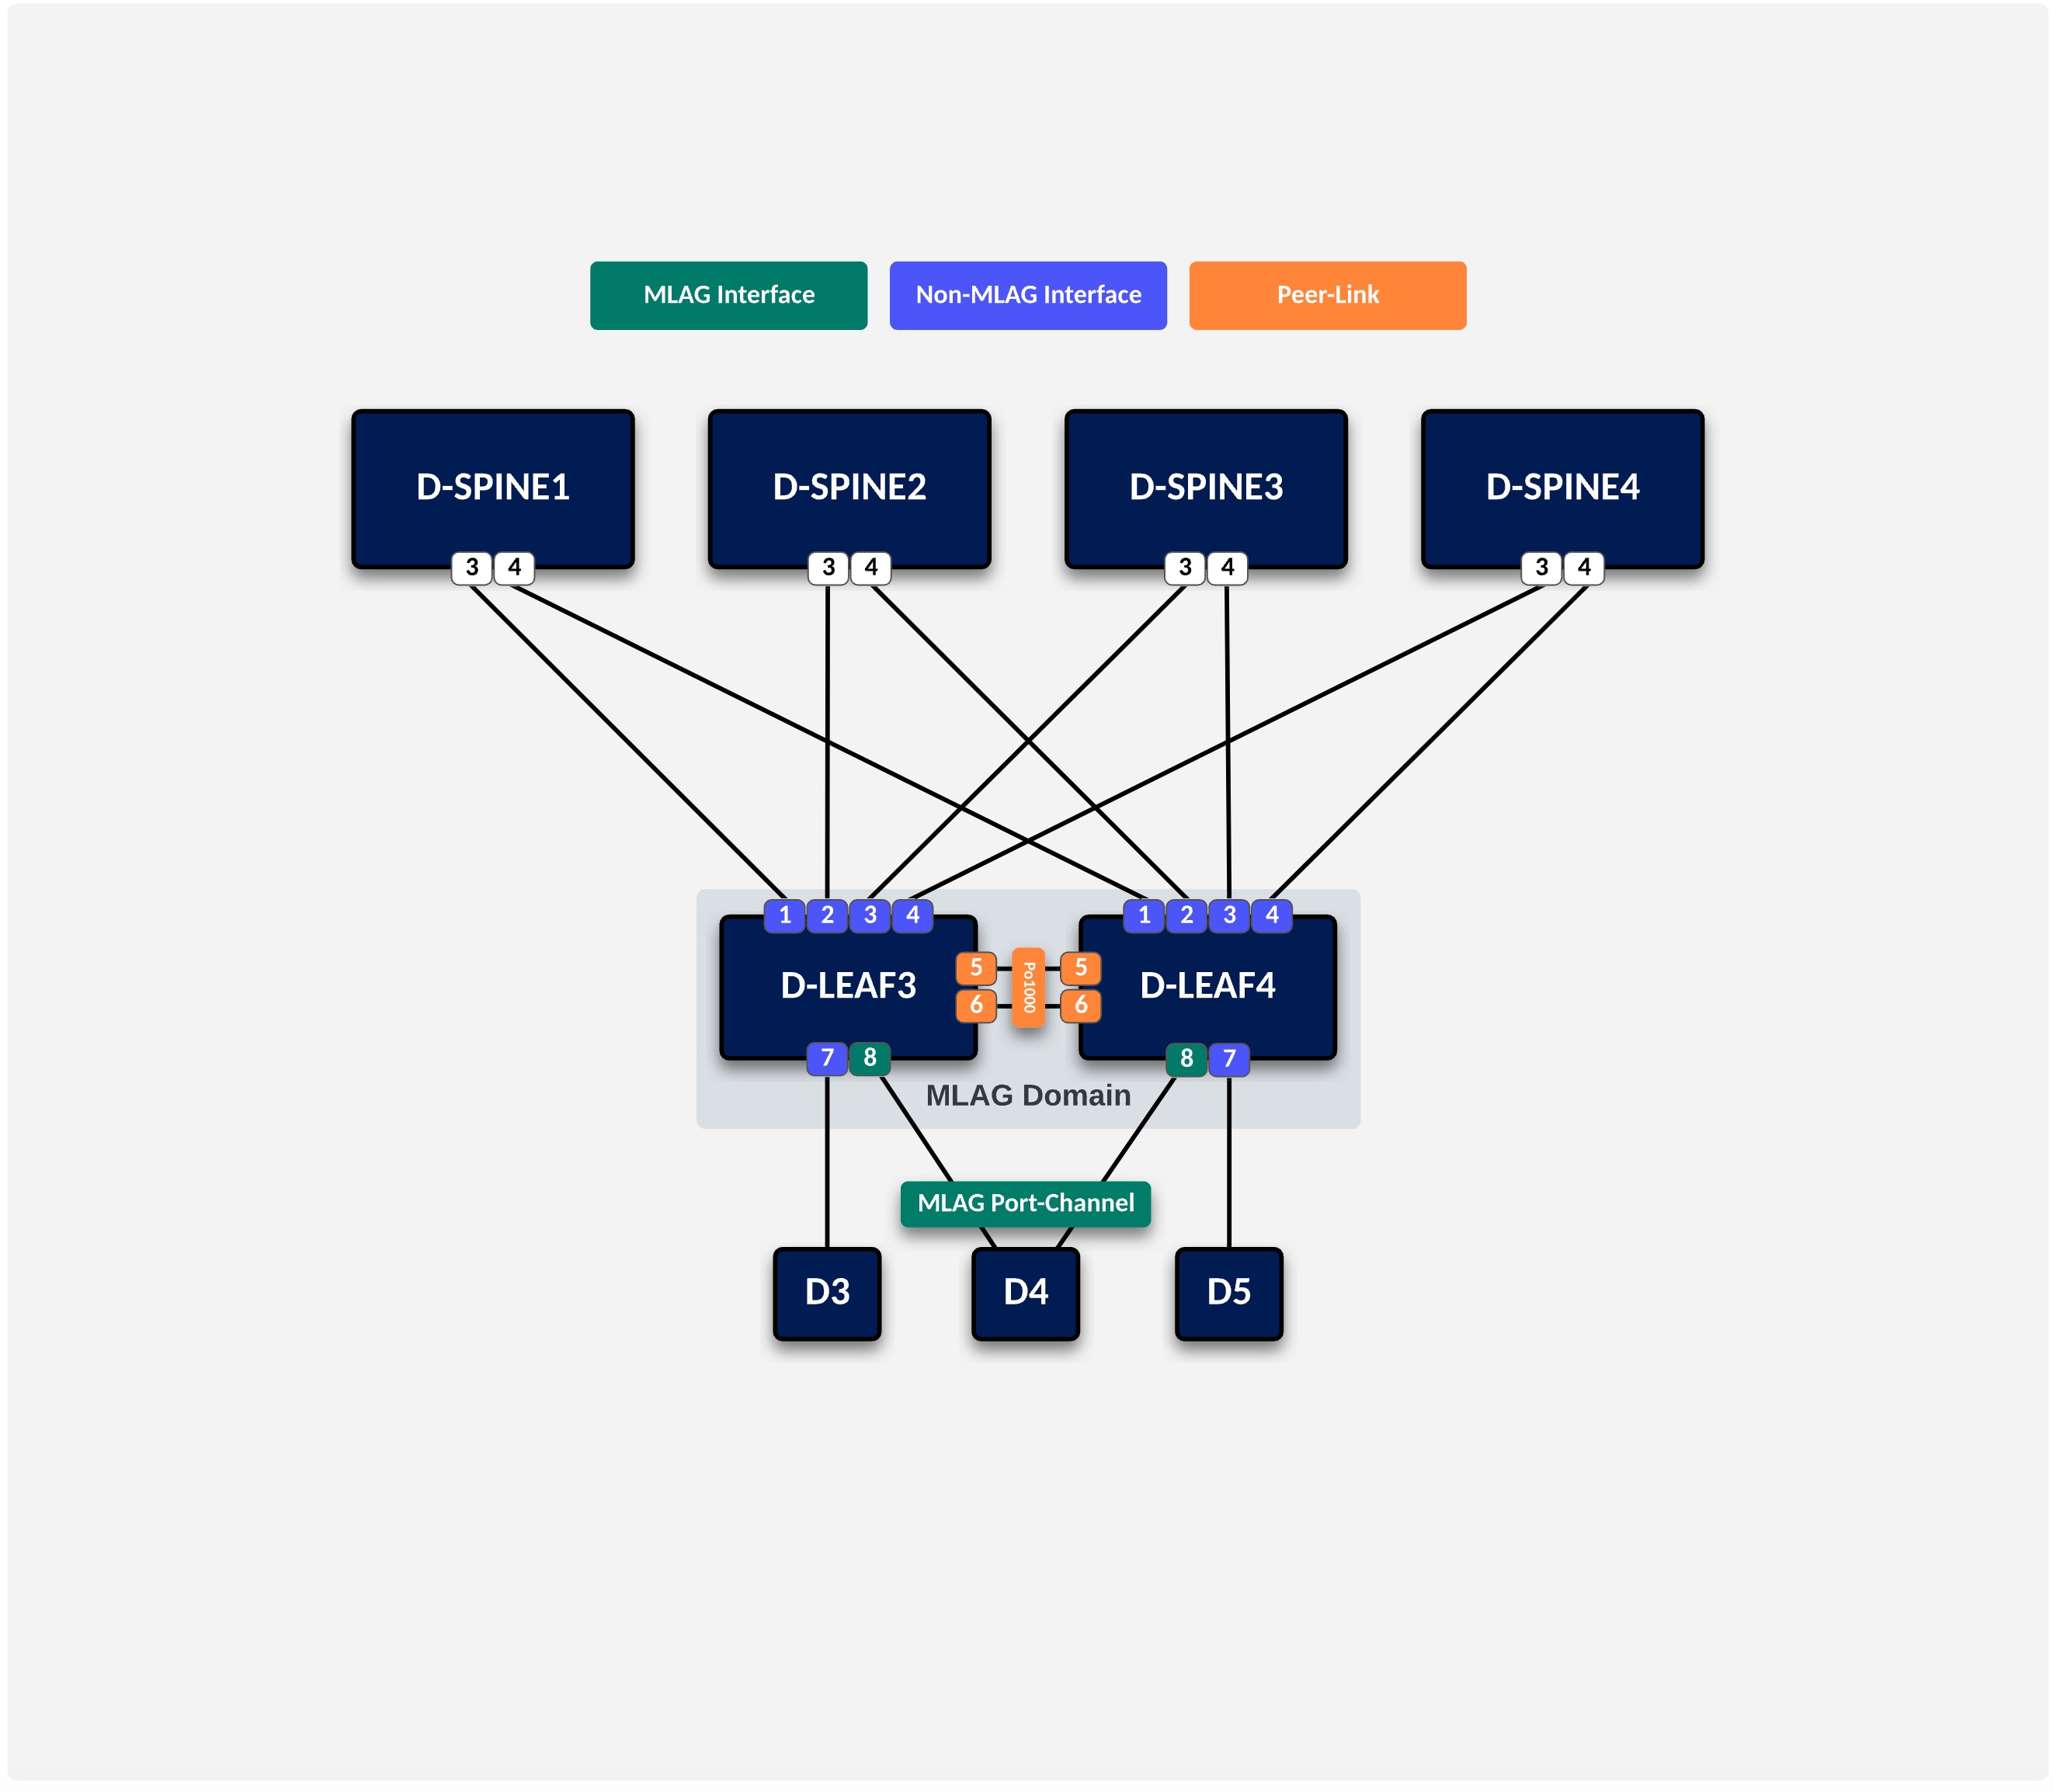 MLAG Interface
Non-MLAG Interface
Peer-Link
D-SPINE1
D-SPINE2
D-SPINE3
D-SPINE4
3 4
3 4
3 4
3 4
1 2 3 4
1 2 3 4
D-LEAF3
5
6
Po1000
5
6
D-LEAF4
7 8
8 7
MLAG Domain
MLAG Port-Channel
D3
D4
D5